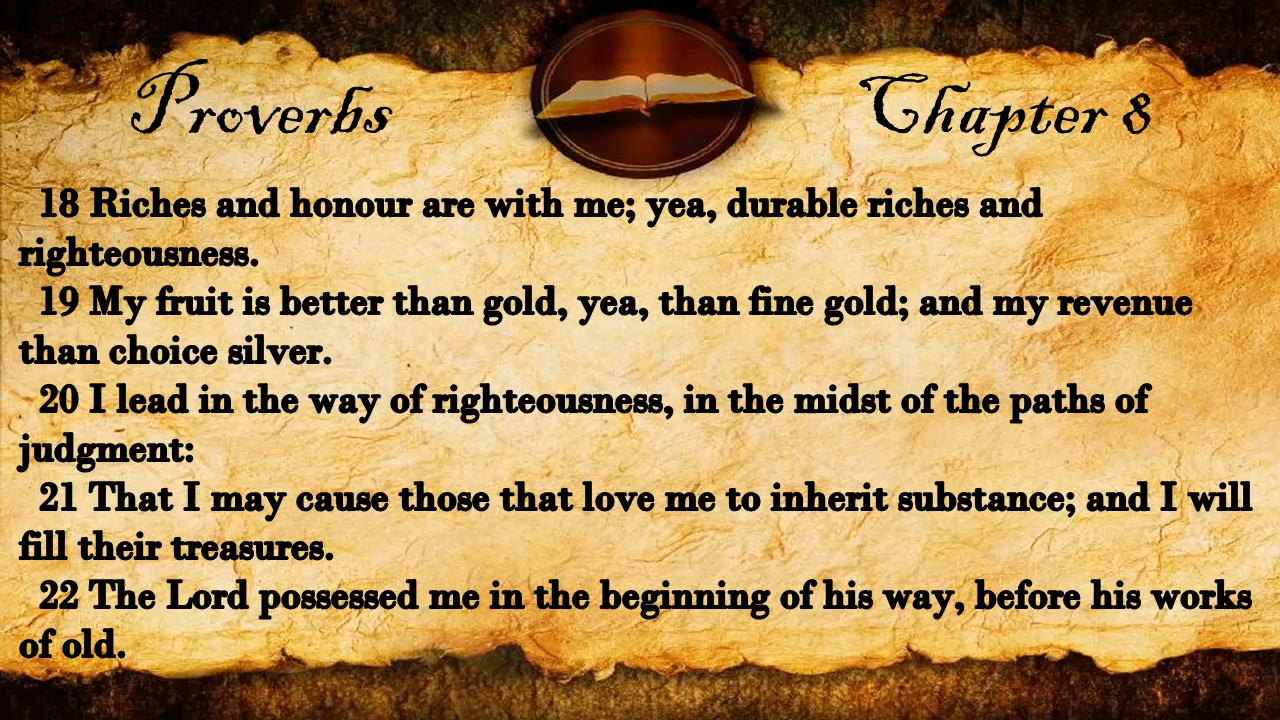 Proverbs Chapter 8
18 Riches and honour are with me; yea, durable riches and
righteousness.
19 My fruit is better than gold, yea, than fine gold; and my revenue
than choice silver.
20 I lead in the way of righteousness, in the midst of the paths of
judgment:
21 That I may cause those that love me to inherit substance; and I will
fill their treasures.
22 The Lord possessed me in the beginning of his way, before his works
of old.